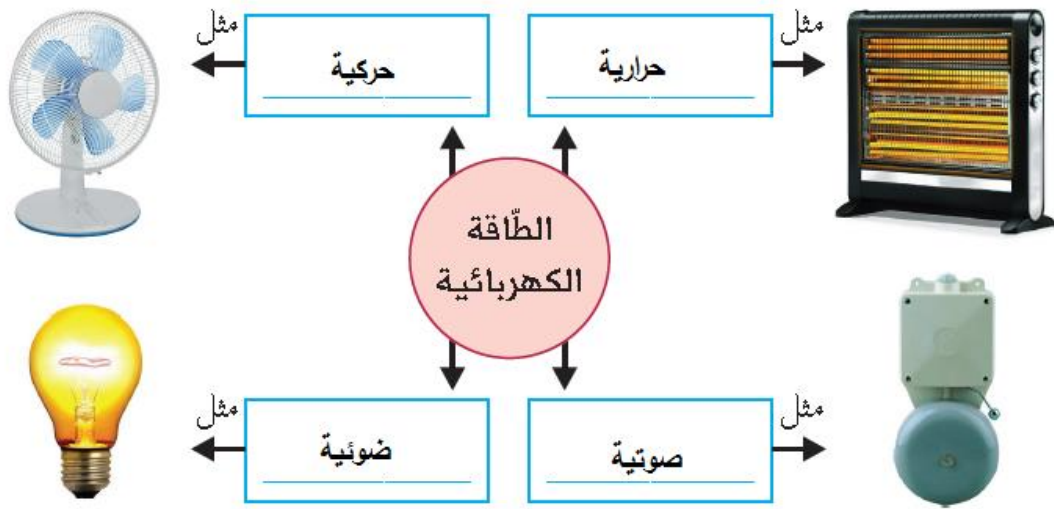 مثل
حرارية
حركية
مثل
الطّاقة
الكهربائية
مثل
صوتية
ضوئية
مثل